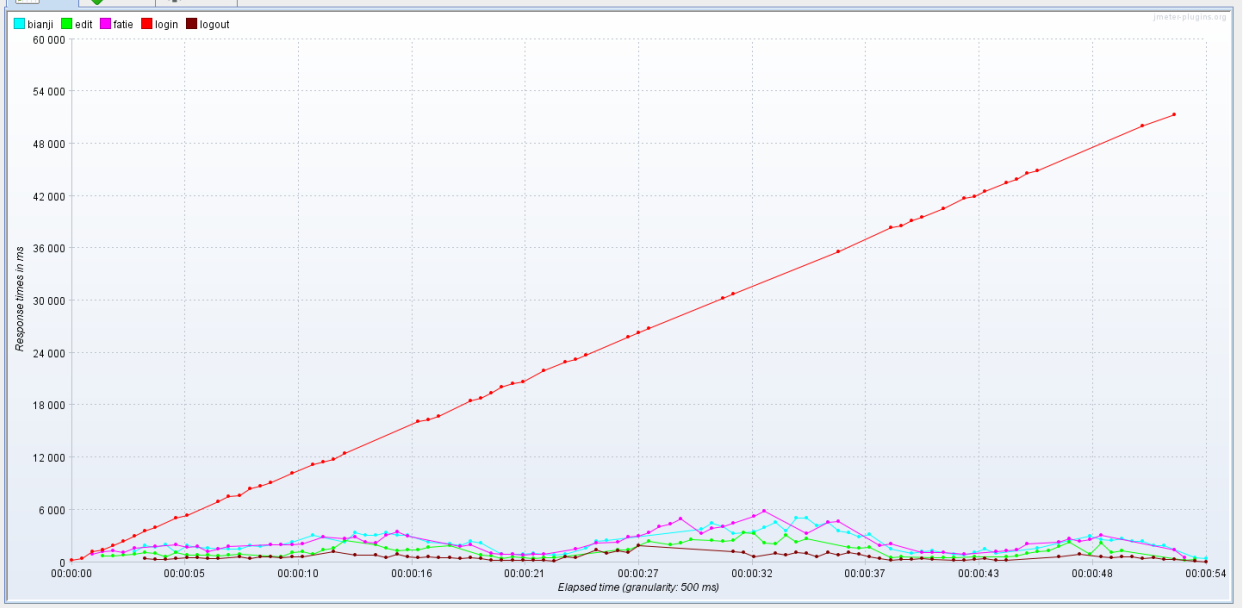 jmeter-plugins.org
bianji edit fatie login logout
60 000
54 000
48 000
42 000
36 000
30 000
24 000
18 000
12 000
6 000
0
Response times in ms
00:00:00 00:00:05 00:00:10 00:00:16 00:00:21 00:00:27 00:00:32 00:00:37 00:00:43 00:00:48 00:00:54
Elapsed time (granularity: 500 ms)